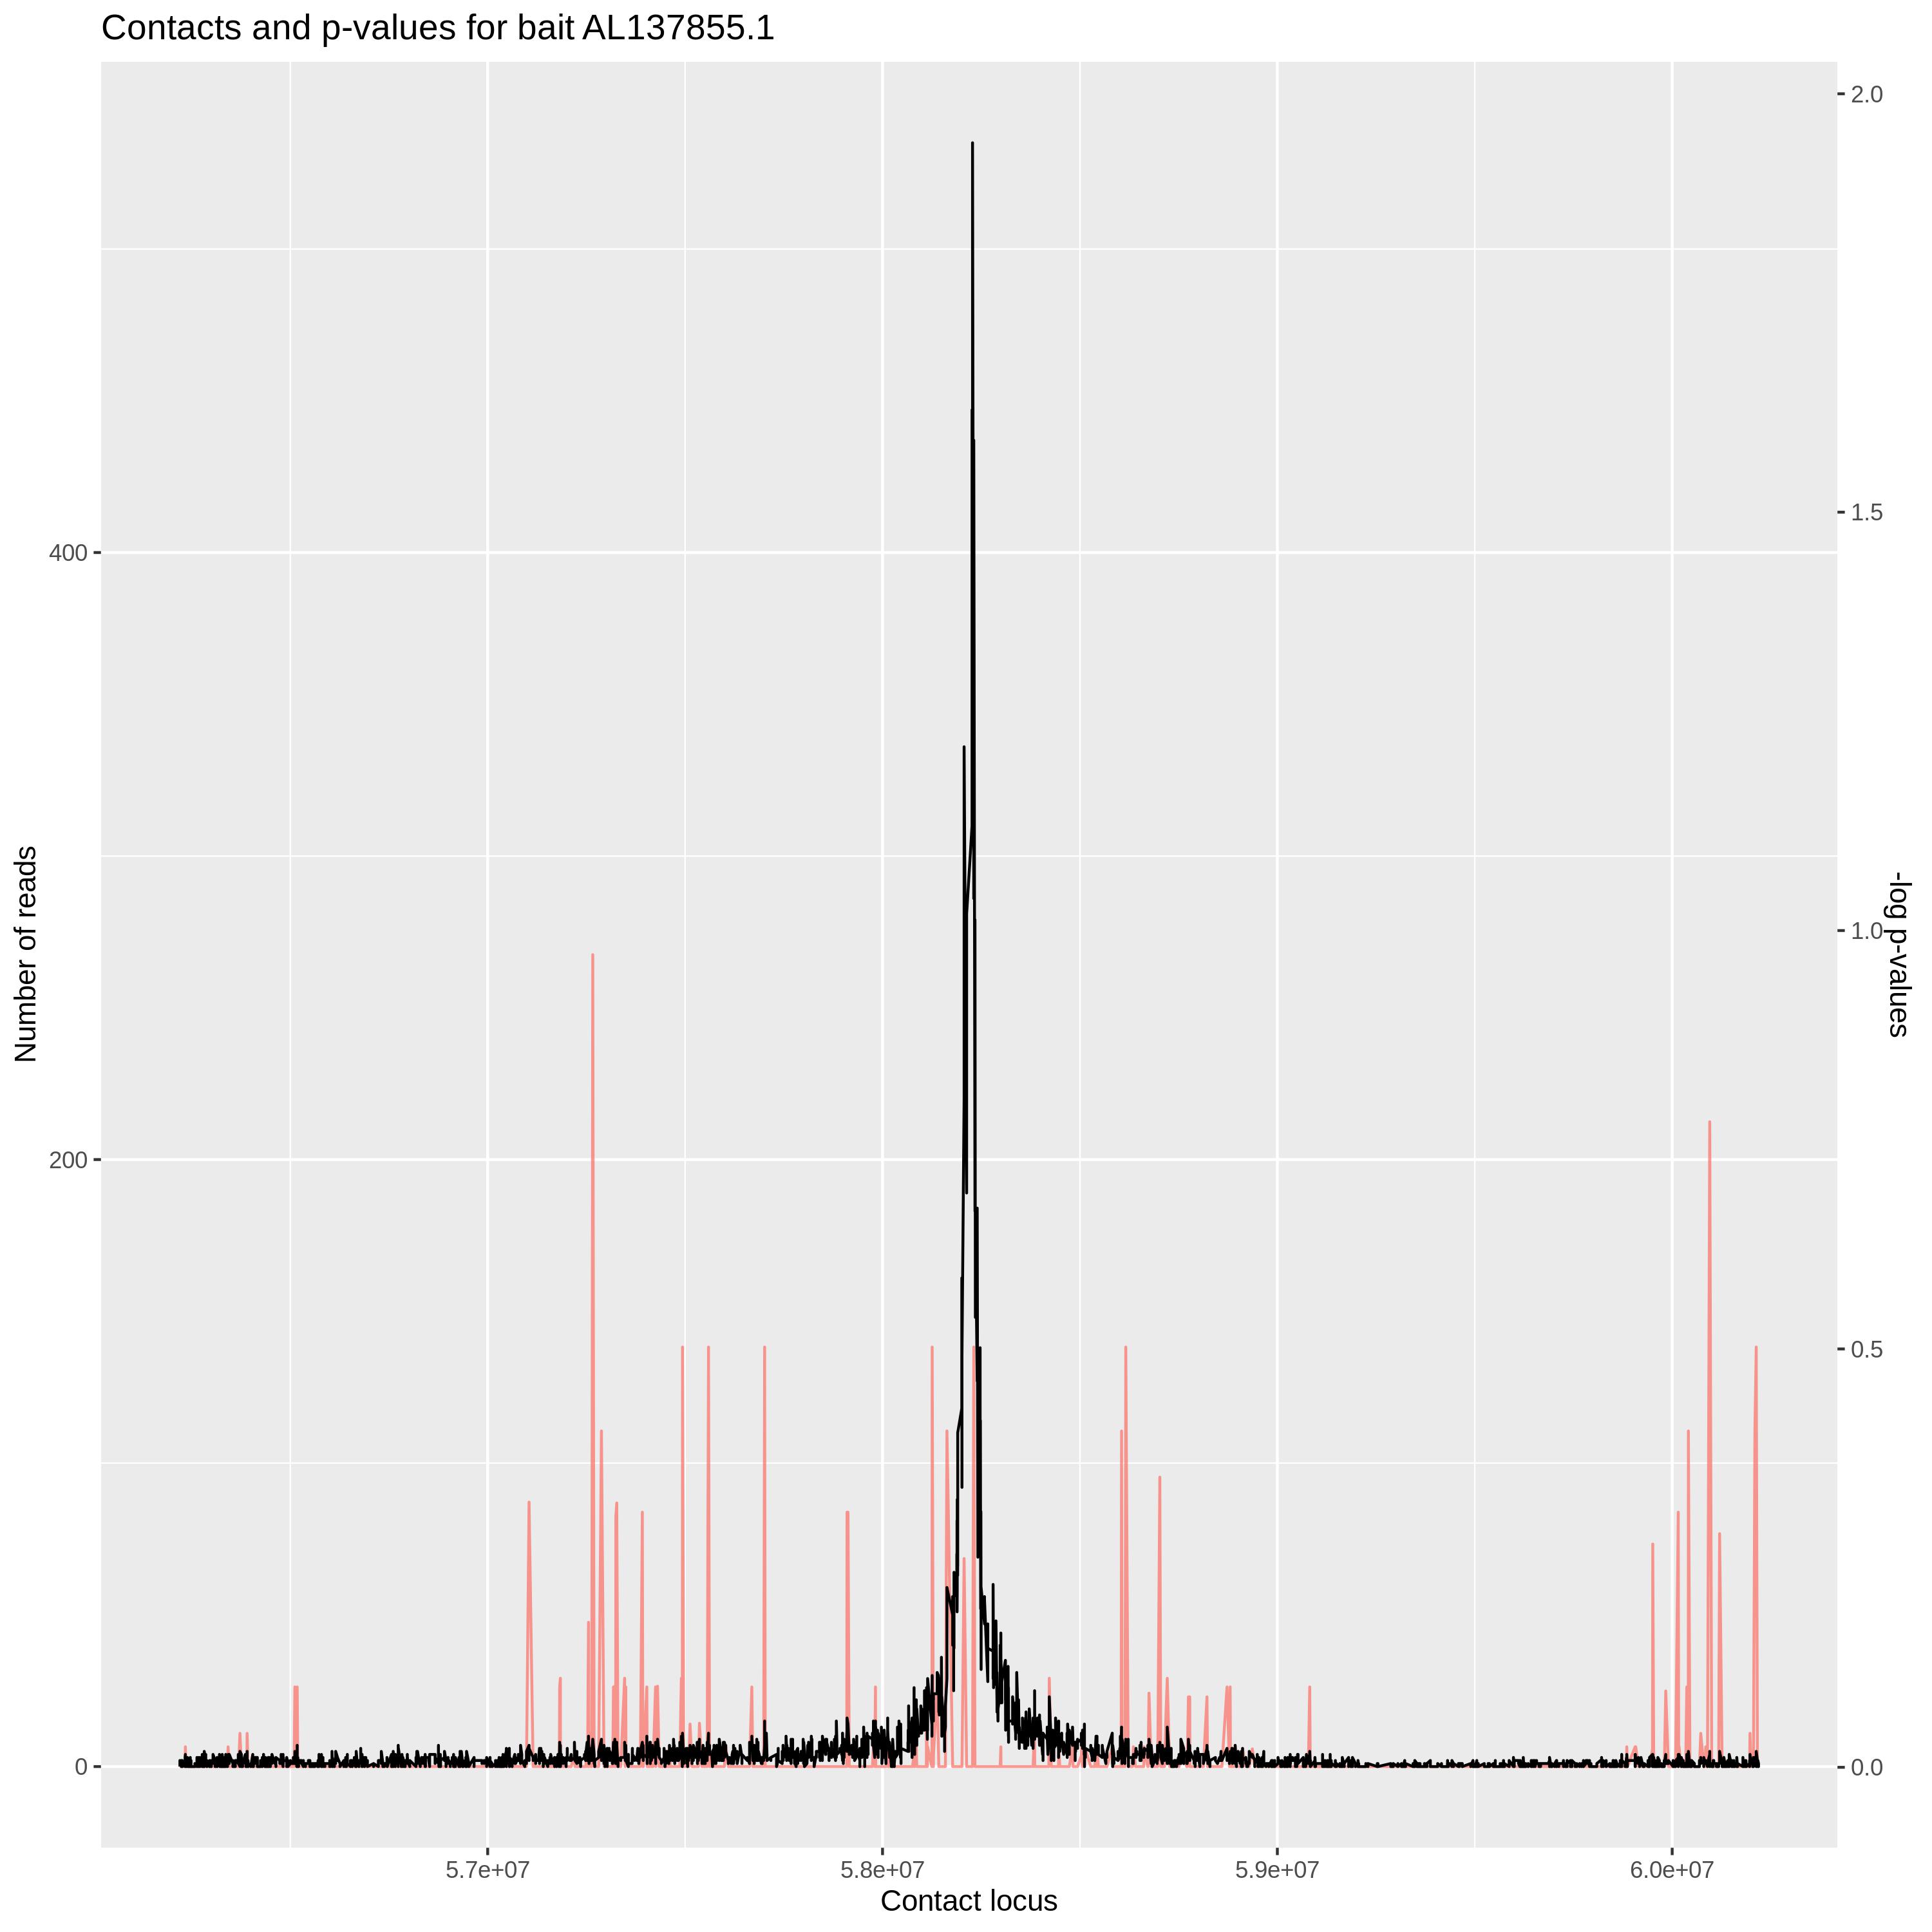 Contacts and p-values for bait AL137855.1
Number of reads
400
200
0
2.0
1.5
1.0
0.5
0.0
-log p-values
5.7e+07
5.8e+07
5.9e+07
6.0e+07
Contact locus